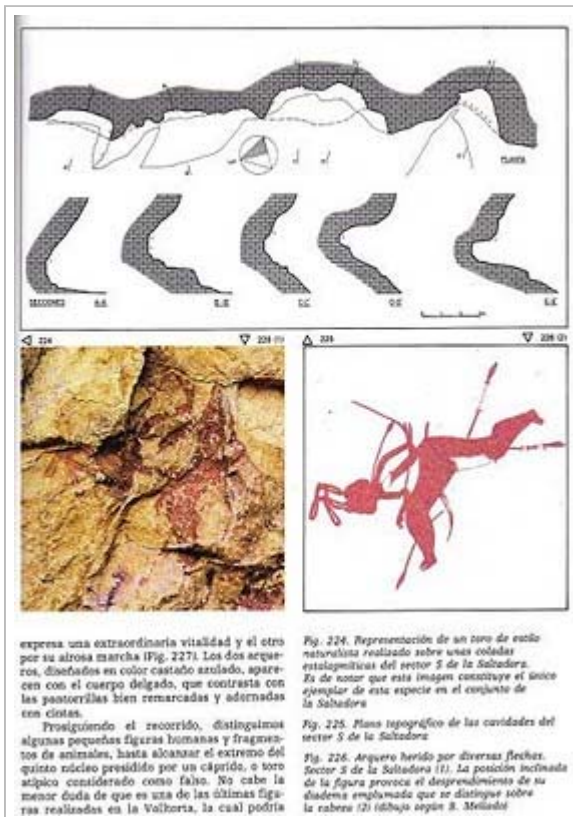 PLANTA
SECCIONES
◁ 224
▽ 226 (1)
△ 225
▽ 226 (2)
expresa una extraordinaria vitalidad y el otro
por su airosa marcha (Fig. 227). Los dos arque-
ros, diseñados en color castaño azulado, apare-
cen con el cuerpo delgado, que contrasta con
las pantorrillas bien remarcadas y adornadas
con cintas.
Prosiguiendo el recorrido, distinguimos
algunas pequeñas figuras humanas y fragmen-
tos de animales, hasta alcanzar el extremo del
quinto núcleo presidido por un cáprido, o toro
atípico considerado como falso. No cabe la
menor duda de que es una de las últimas figu-
ras realizadas en la Valltorta, la cual podría
Fig. 224. Representación de un toro de estilo
naturalista realizado sobre unas coladas
estalagmíticas del sector S de la Saltadora.
Es de notar que esta imagen constituye el único
ejemplar de esta especie en el conjunto de
la Saltadora
Fig. 225. Plano topográfico de las cavidades del
sector S de la Saltadora
Fig. 226. Arquero herido por diversas flechas.
Sector S de la Saltadora (1). La posición inclinada
de la figura provoca el desprendimiento de su
diadema emplumada que se distingue sobre
la cabeza (2) (dibujo según B. Mellado)